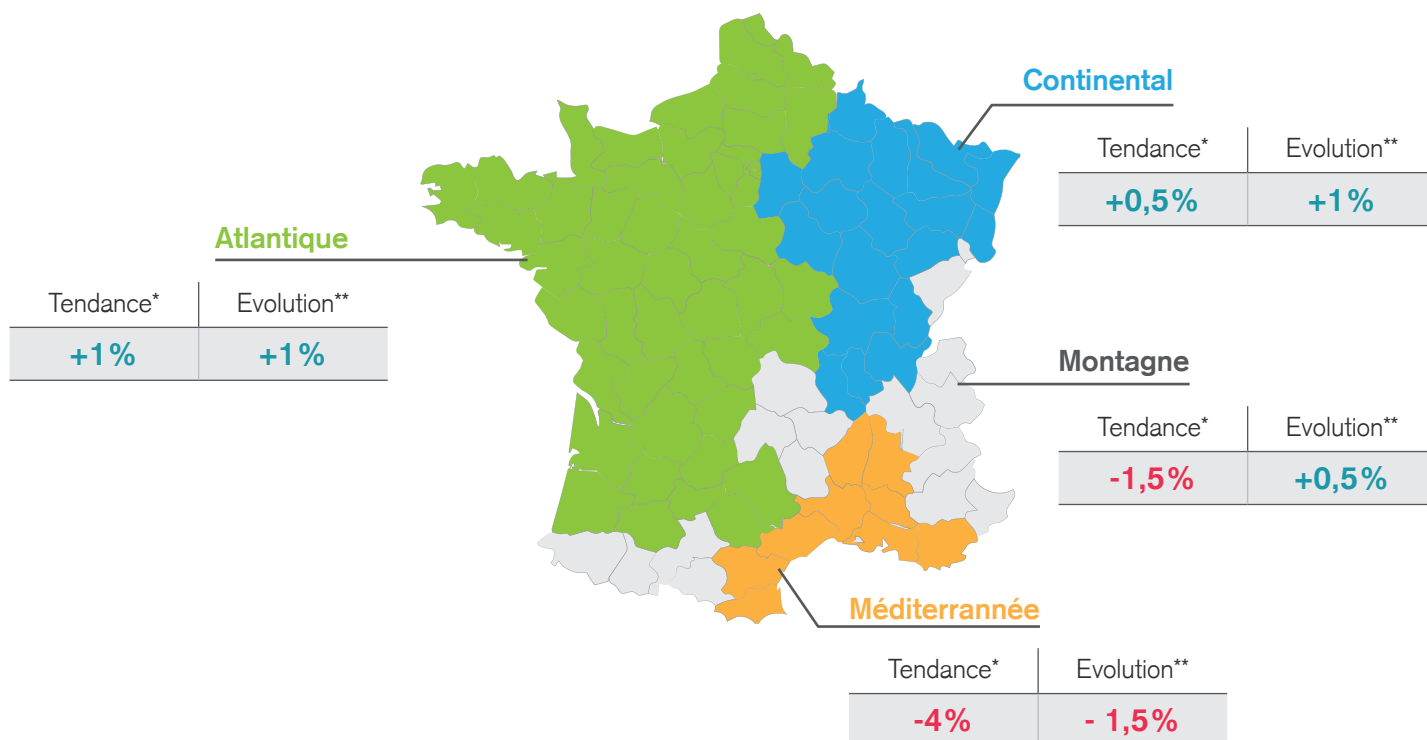 Continental
Tendance* Evolution**
+0,5% +1%
Atlantique
Tendance* Evolution**
+1% +1%
Montagne
Tendance* Evolution**
-1,5% +0,5%
Méditerrannée
Tendance* Evolution**
-4% - 1,5%